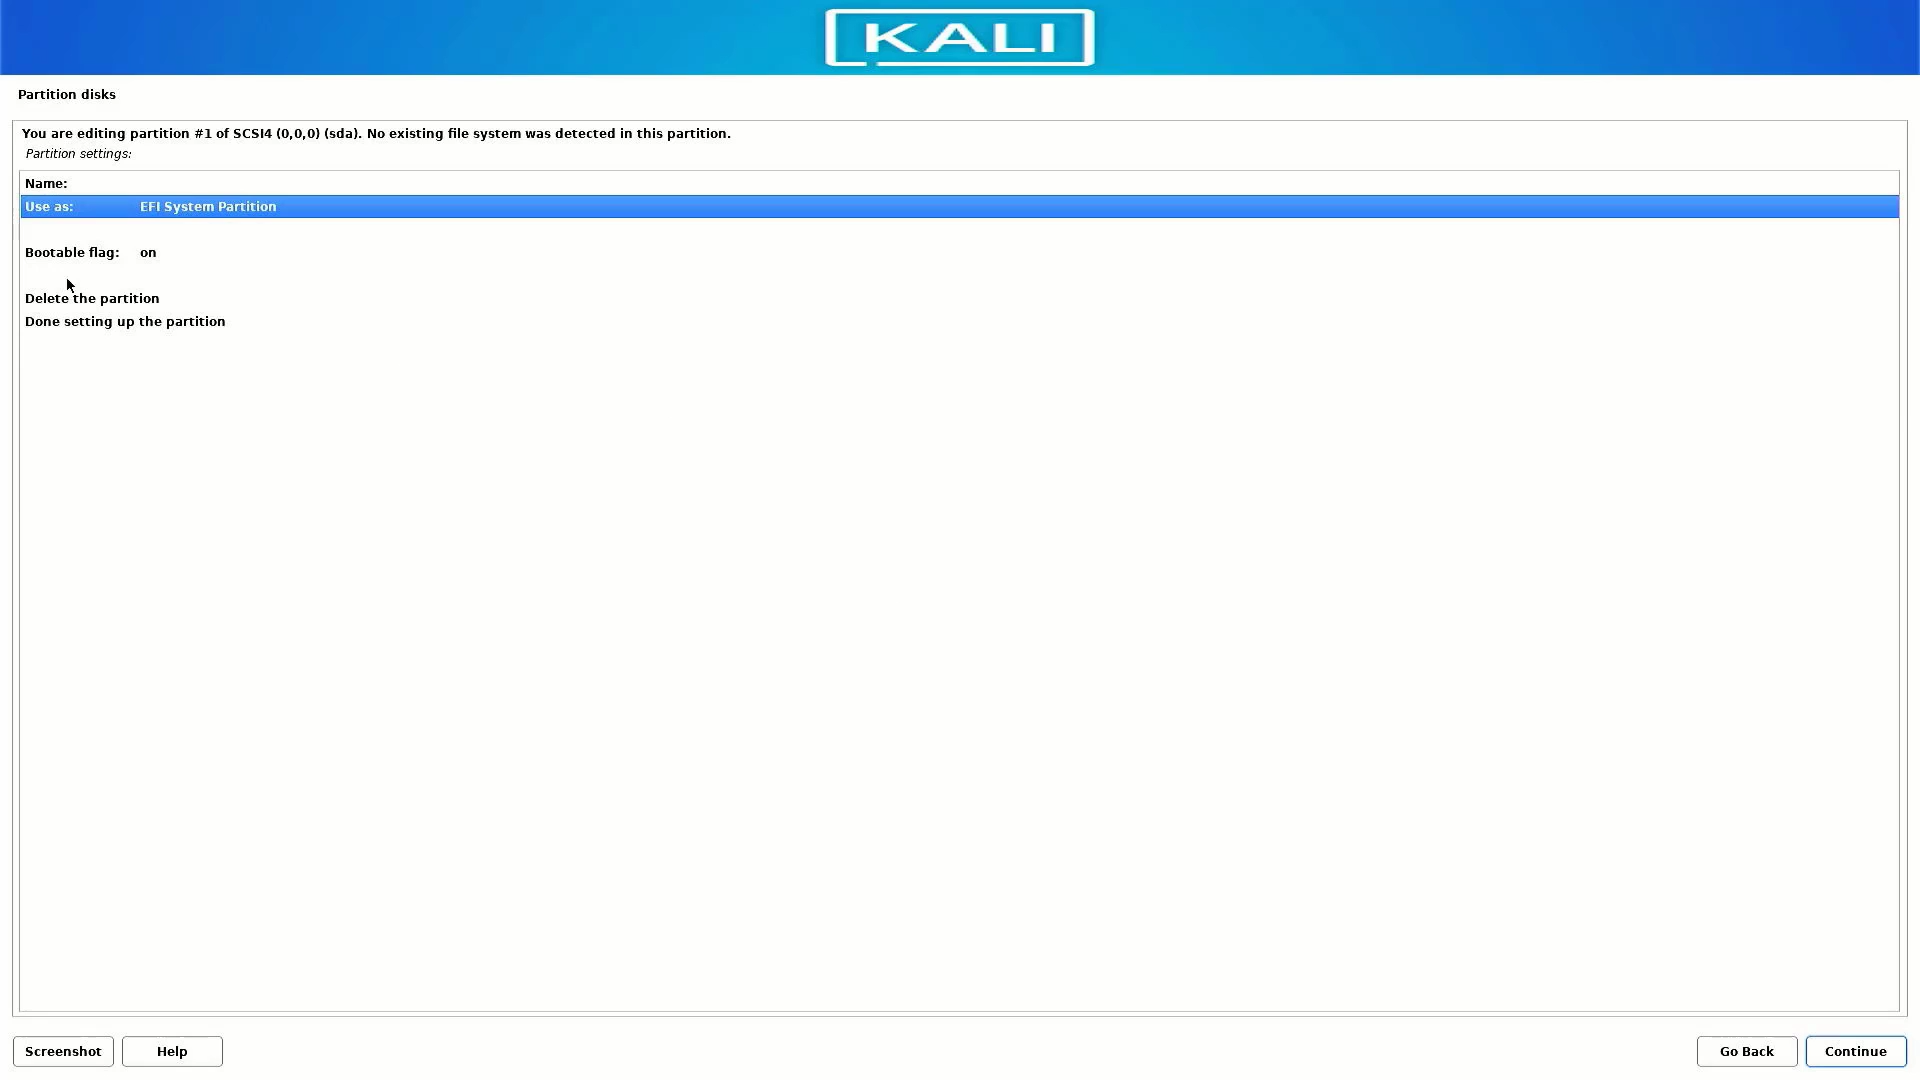 KALI
Partition disks
You are editing partition #1 of SCSI4 (0,0,0) (sda). No existing file system was detected in this partition.
Partition settings:
Name:
Use as: EFI System Partition
Bootable flag: on
Delete the partition
Done setting up the partition
Screenshot Help Go Back Continue